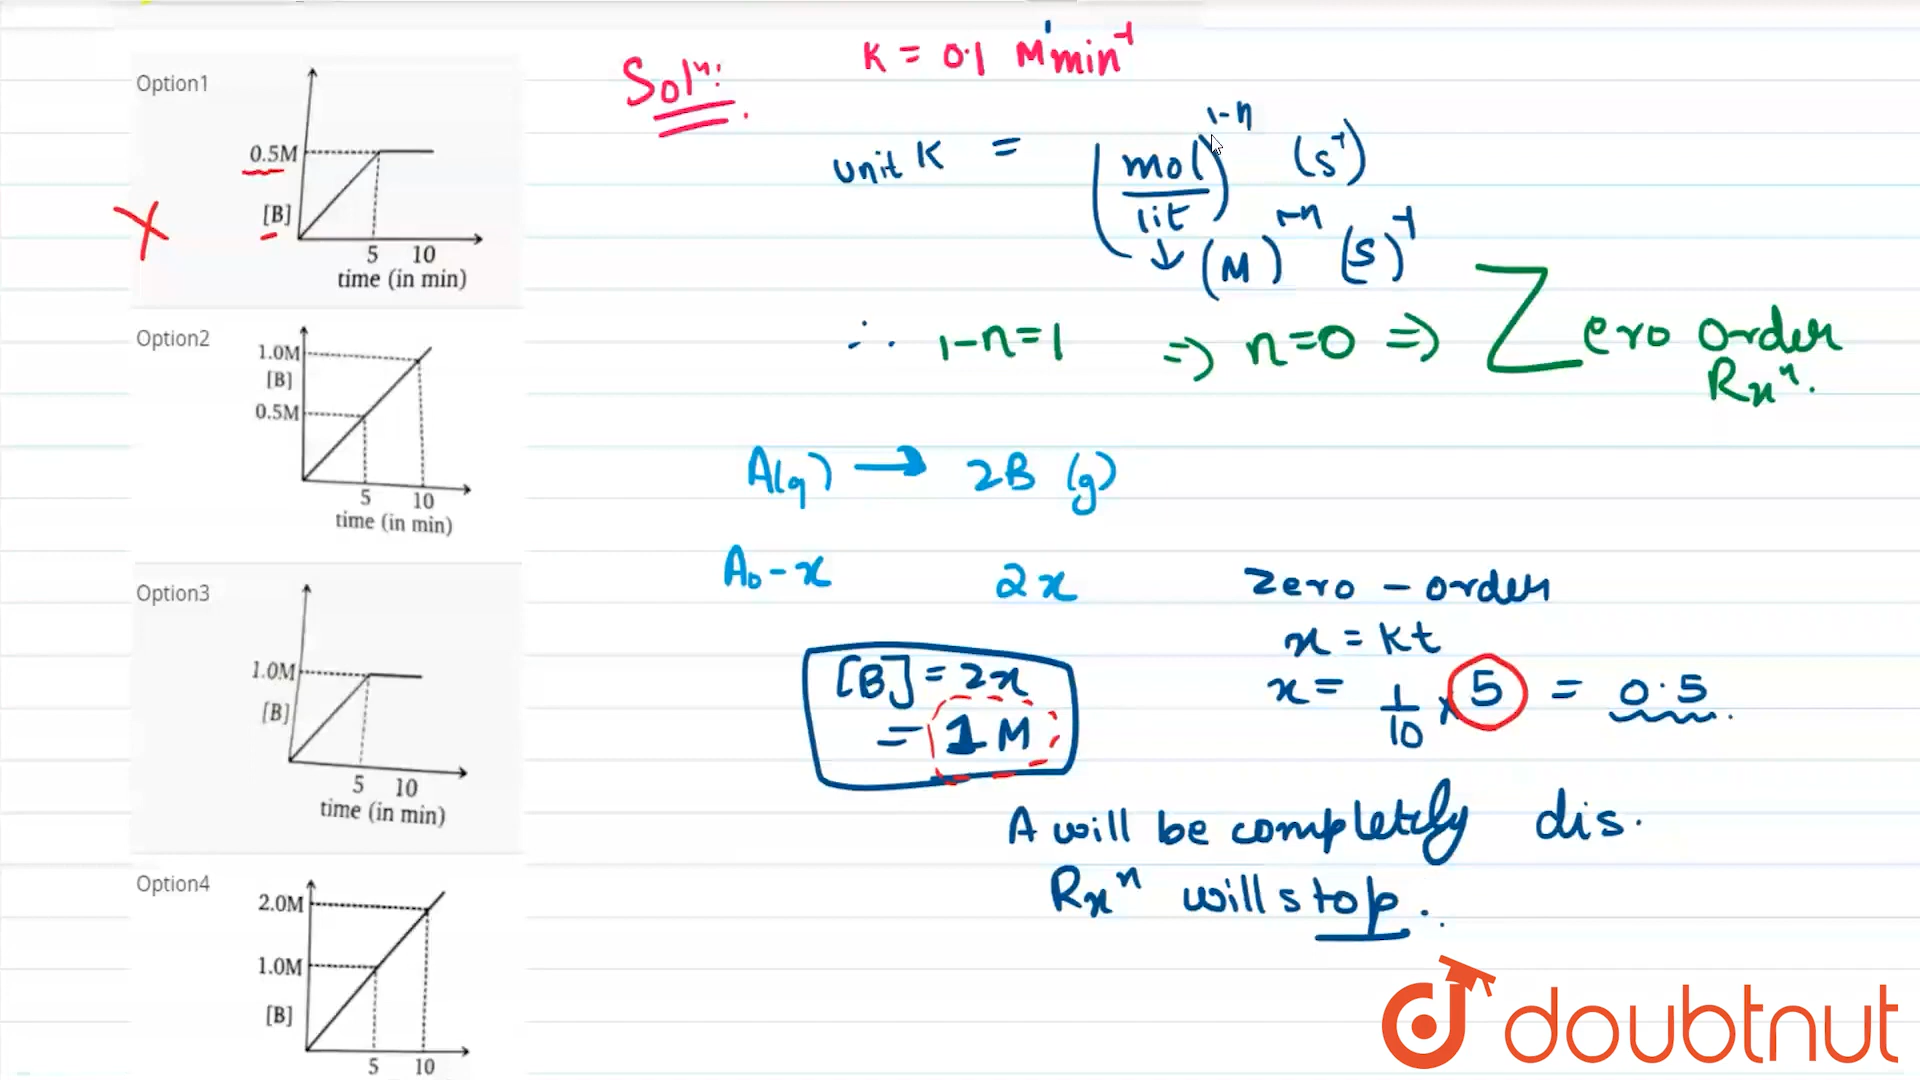 Option1
0.5M
[B]
5 10
time (in min)
Option2
1.0M
[B]
0.5M
5 10
time (in min)
Option3
1.0M
[B]
5 10
time (in min)
Option4
2.0M
1.0M
[B]
5 10
Solⁿ:
K = 0.1 M¹min⁻¹
unit K = (mol/lit)¹⁻ⁿ (s⁻¹)
↓ (M)¹⁻ⁿ (s)⁻¹
∴ 1-n=1 ⇒ n=0 ⇒ Zero order
Rxⁿ.
A(g) → 2B (g)
A₀-x 2x
Zero - order
x = kt
x = 1/10 × 5 = 0.5
[B] = 2x
= 1 M
A will be completely dis.
Rxⁿ will stop.
doubtnut